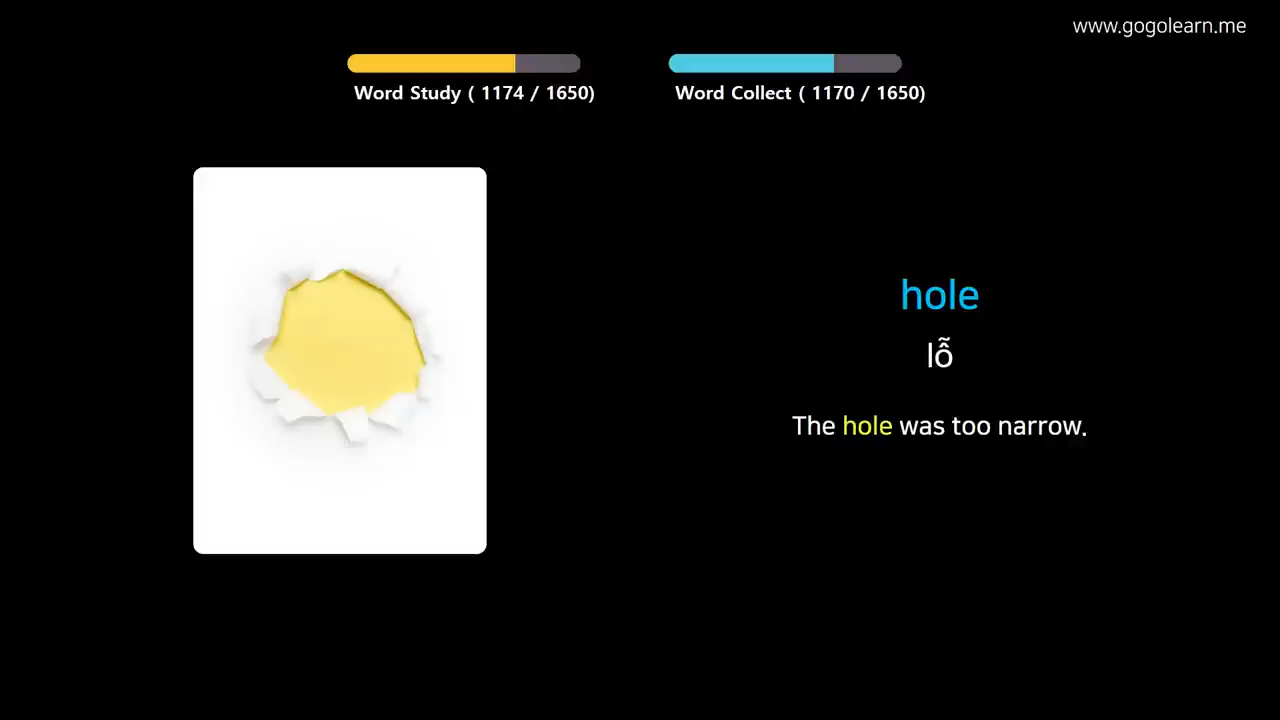 www.gogolearn.me
Word Study ( 1174 / 1650)
Word Collect ( 1170 / 1650)
hole
lỗ
The hole was too narrow.